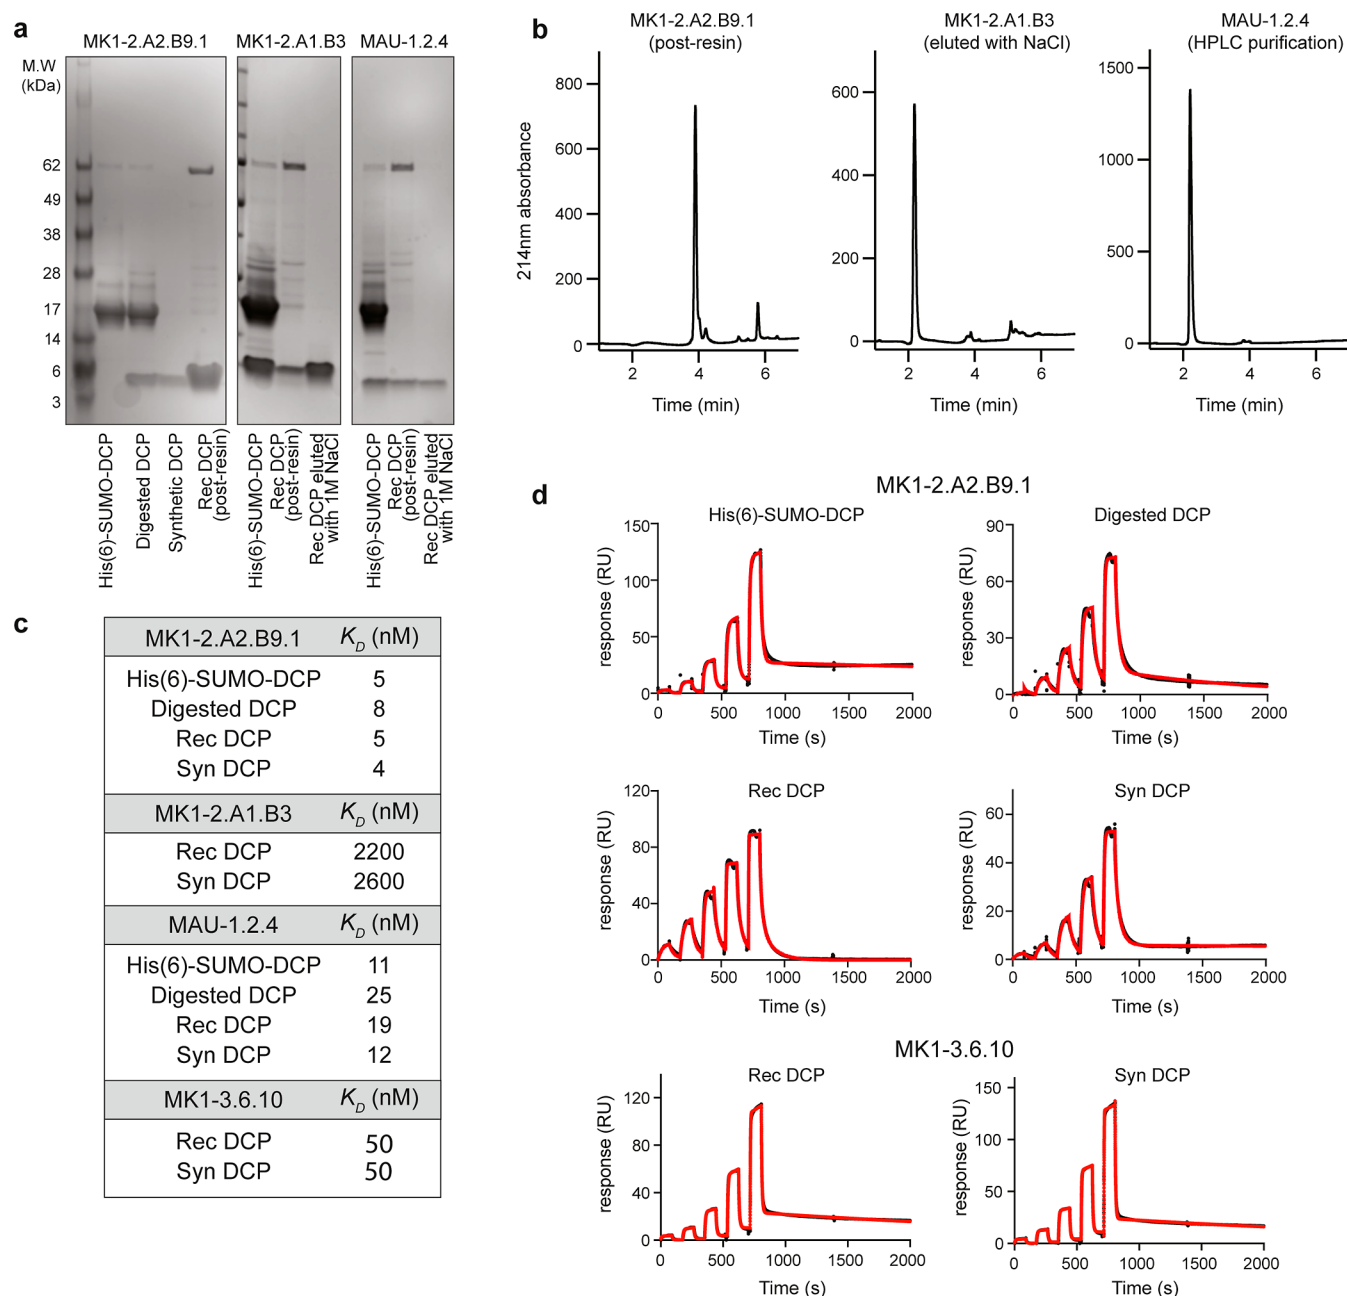 a
MK1-2.A2.B9.1
MK1-2.A1.B3
MAU-1.2.4
M.W
(kDa)
62
49
38
28
17
14
6
3
His(6)-SUMO-DCP
Digested DCP
Synthetic DCP
Rec DCP
(post-resin)
His(6)-SUMO-DCP
Rec DCP
(post-resin)
Rec DCP eluted
with 1M NaCl
His(6)-SUMO-DCP
Rec DCP
(post-resin)
Rec DCP eluted
with 1M NaCl
b
MK1-2.A2.B9.1
(post-resin)
214nm absorbance
800
600
400
200
0
2
4
6
Time (min)
MK1-2.A1.B3
(eluted with NaCl)
600
400
200
0
2
4
6
Time (min)
MAU-1.2.4
(HPLC purification)
1500
1000
500
0
2
4
6
Time (min)
c
MK1-2.A2.B9.1 K_D (nM)
His(6)-SUMO-DCP 5
Digested DCP 8
Rec DCP 5
Syn DCP 4
MK1-2.A1.B3 K_D (nM)
Rec DCP 2200
Syn DCP 2600
MAU-1.2.4 K_D (nM)
His(6)-SUMO-DCP 11
Digested DCP 25
Rec DCP 19
Syn DCP 12
MK1-3.6.10 K_D (nM)
Rec DCP 50
Syn DCP 50
d
MK1-2.A2.B9.1
His(6)-SUMO-DCP
response (RU)
150
100
50
0
0 500 1000 1500 2000
Time (s)
Digested DCP
response (RU)
90
60
30
0
0 500 1000 1500 2000
Time (s)
Rec DCP
response (RU)
120
80
40
0
0 500 1000 1500 2000
Time (s)
Syn DCP
response (RU)
60
40
20
0
0 500 1000 1500 2000
Time (s)
MK1-3.6.10
Rec DCP
response (RU)
120
80
40
0
0 500 1000 1500 2000
Time (s)
Syn DCP
response (RU)
150
100
50
0
0 500 1000 1500 2000
Time (s)